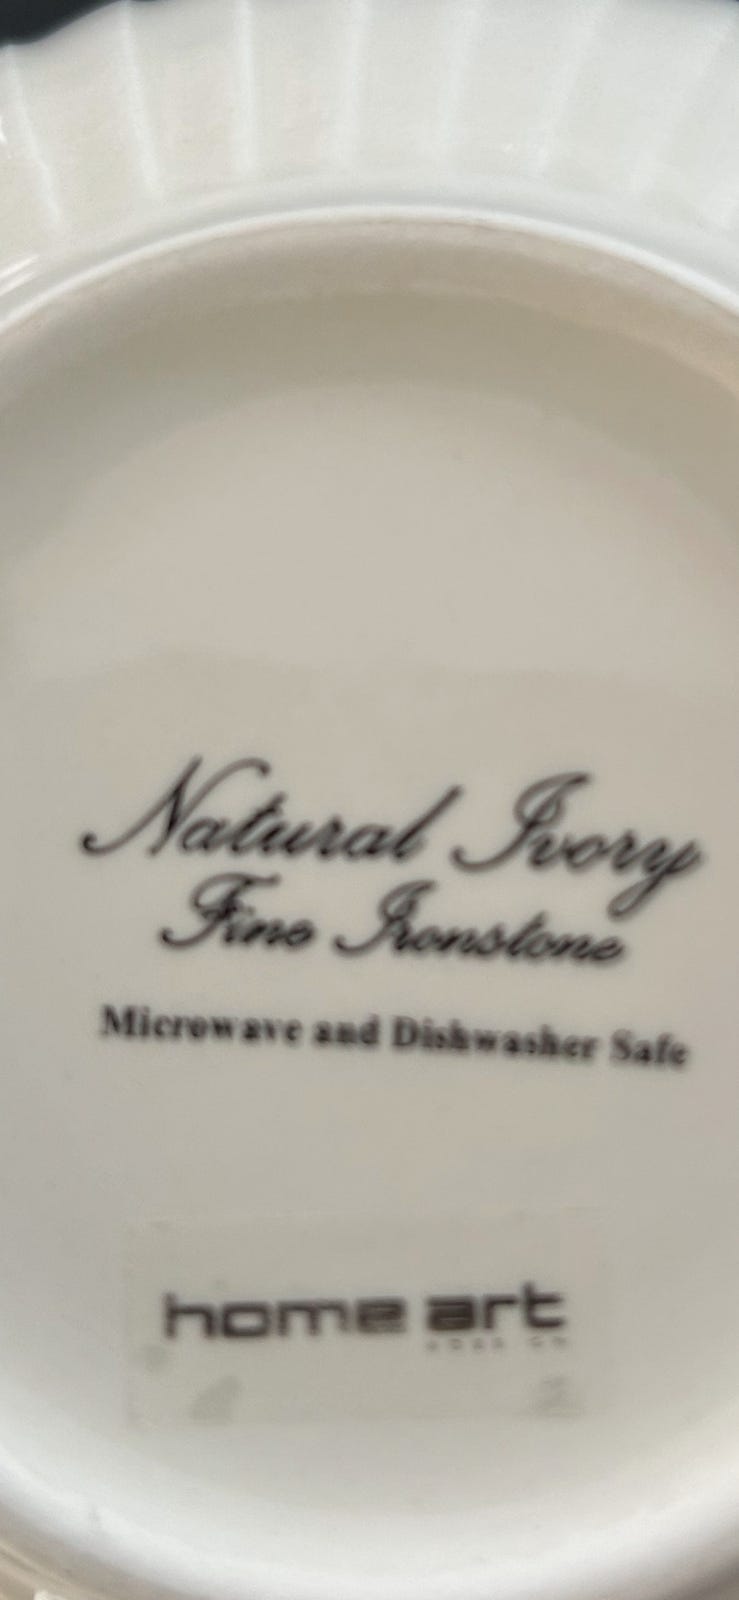 Natural Ivory
Fine Ironstone
Microwave and Dishwasher Safe
home art